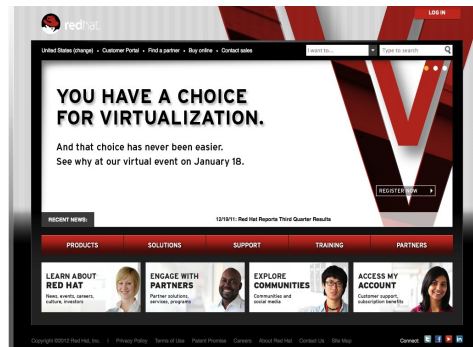 redhat.
LOG IN
United States (change) • Customer Portal • Find a partner • Buy online • Contact sales
I want to...
Type to search
YOU HAVE A CHOICE
FOR VIRTUALIZATION.
And that choice has never been easier.
See why at our virtual event on January 18.
REGISTER NOW
RECENT NEWS:
12/19/11: Red Hat Reports Third Quarter Results
PRODUCTS
SOLUTIONS
SUPPORT
TRAINING
PARTNERS
LEARN ABOUT
RED HAT
News, events, careers,
culture, investors
ENGAGE WITH
PARTNERS
Partner solutions,
services, programs
EXPLORE
COMMUNITIES
Communities and
social media
ACCESS MY
ACCOUNT
Customer support,
subscription benefits
Copyright ©2012 Red Hat, Inc. | Privacy Policy Terms of Use Patent Promise Careers About Red Hat Contact Us Site Map
Connect